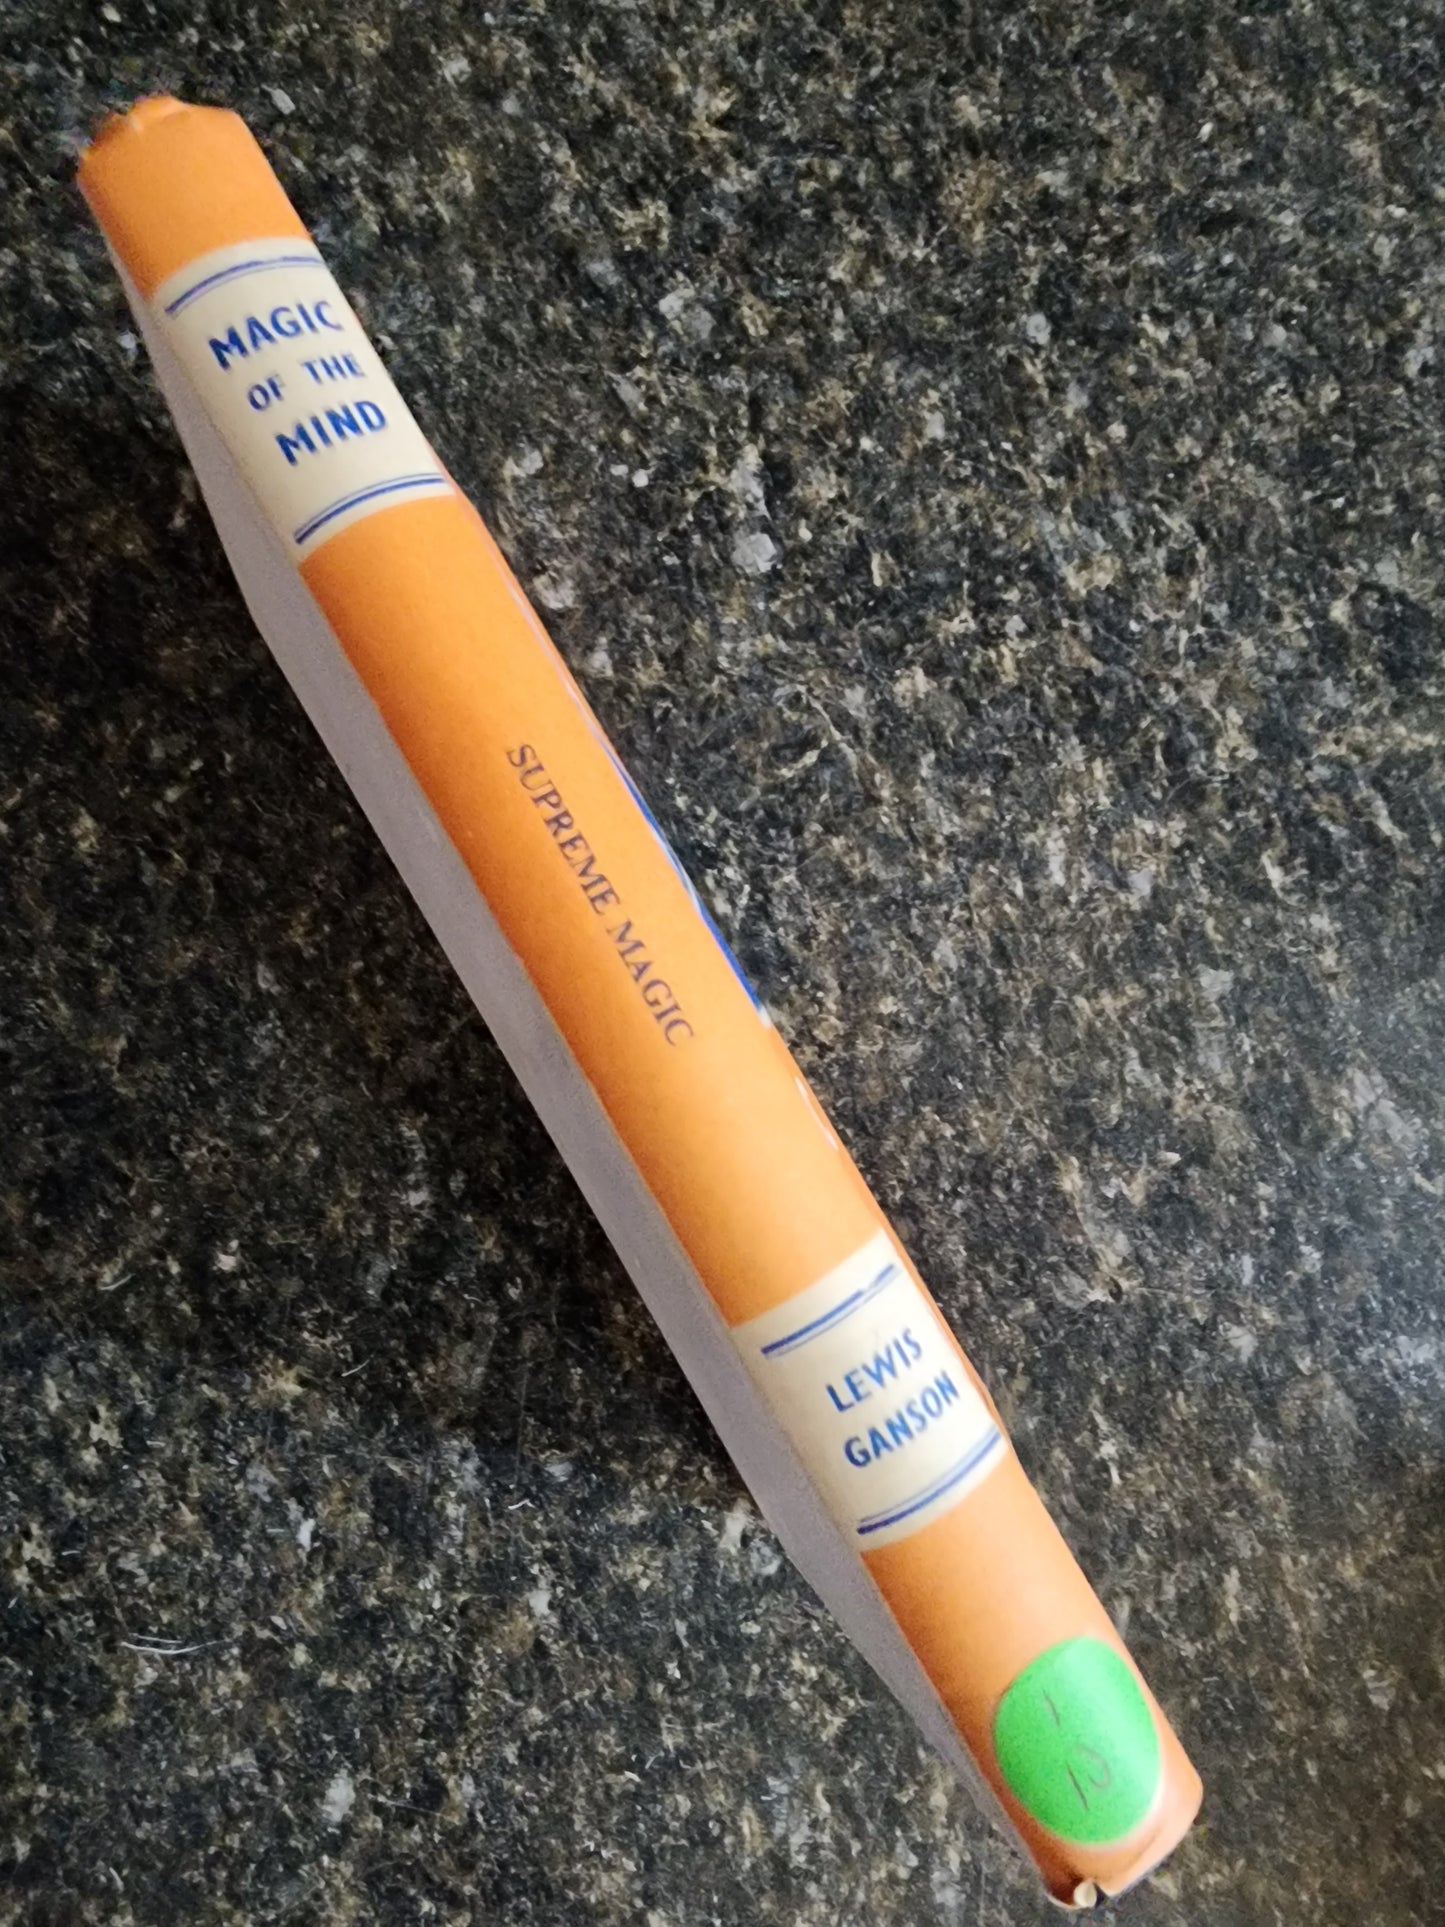 MAGIC
OF THE
MIND
SUPREME MAGIC
LEWIS
GANSON